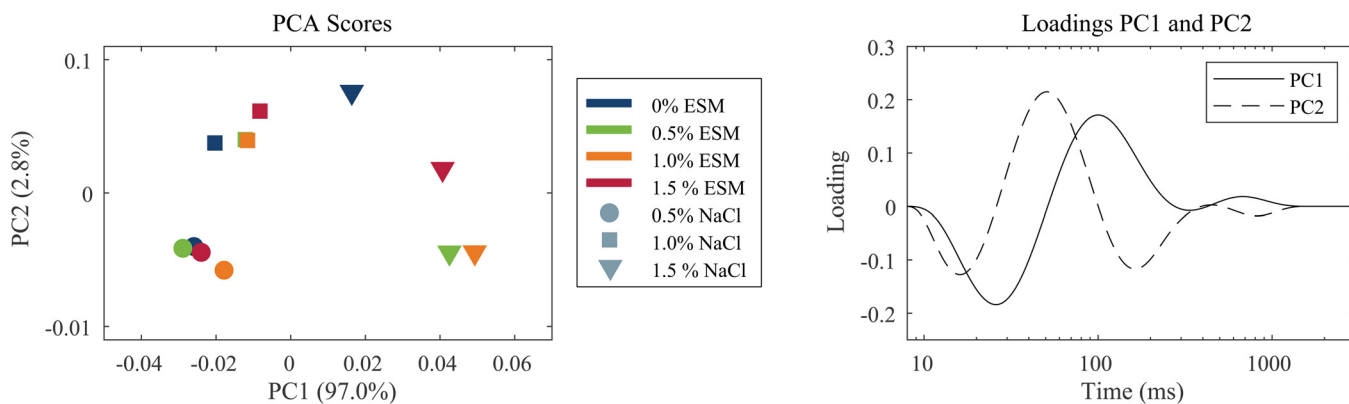 PCA Scores
0.1
0
-0.01
PC2 (2.8%)
-0.04
-0.02
0
0.02
0.04
0.06
PC1 (97.0%)
0% ESM
0.5% ESM
1.0% ESM
1.5 % ESM
0.5% NaCl
1.0% NaCl
1.5 % NaCl
Loadings PC1 and PC2
0.3
0.2
0.1
0
-0.1
-0.2
Loading
PC1
PC2
10
100
1000
Time (ms)